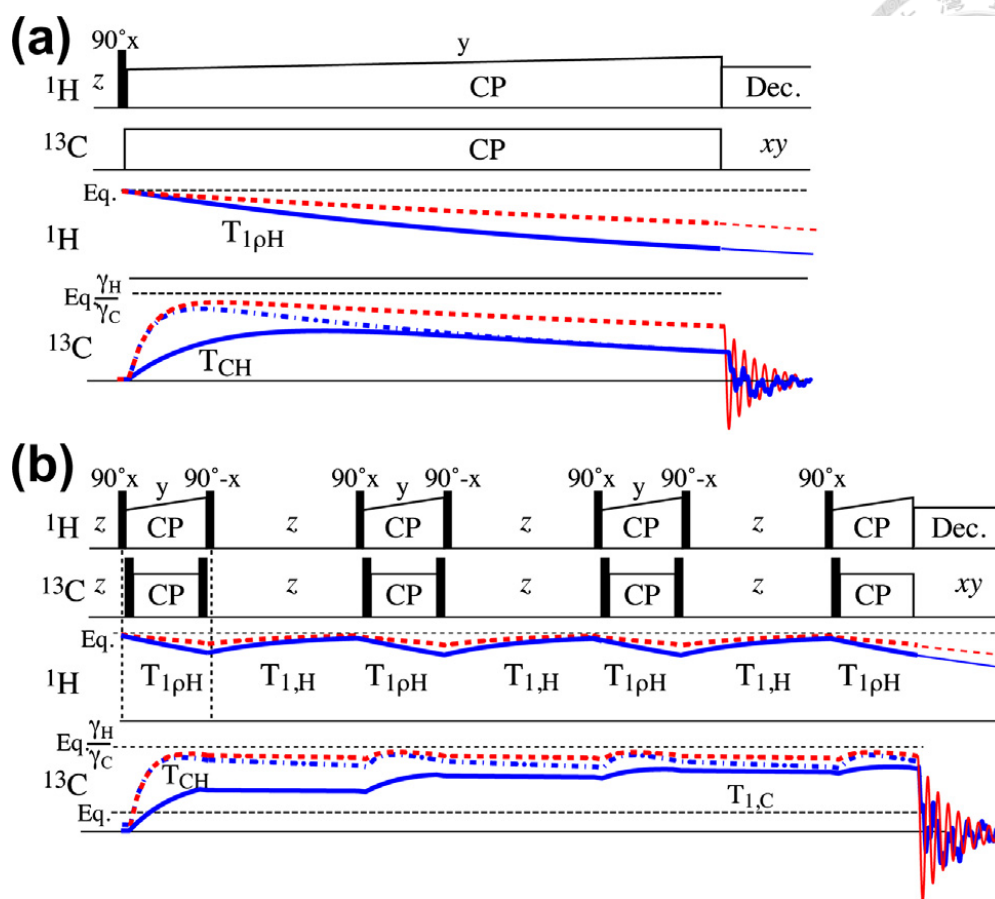 (a)
90°x
y
¹H z CP Dec.
¹³C CP xy
Eq.
¹H T₁ρH
Eq. γH/γC
¹³C T_CH
(b)
90°x y 90°-x 90°x y 90°-x 90°x y 90°-x 90°x
¹H z CP z CP z CP z CP Dec.
¹³C z CP z CP z CP z CP xy
Eq.
¹H T₁ρH T₁,H T₁ρH T₁,H T₁ρH T₁,H T₁ρH
Eq. γH/γC
¹³C T_CH T₁,C
Eq.